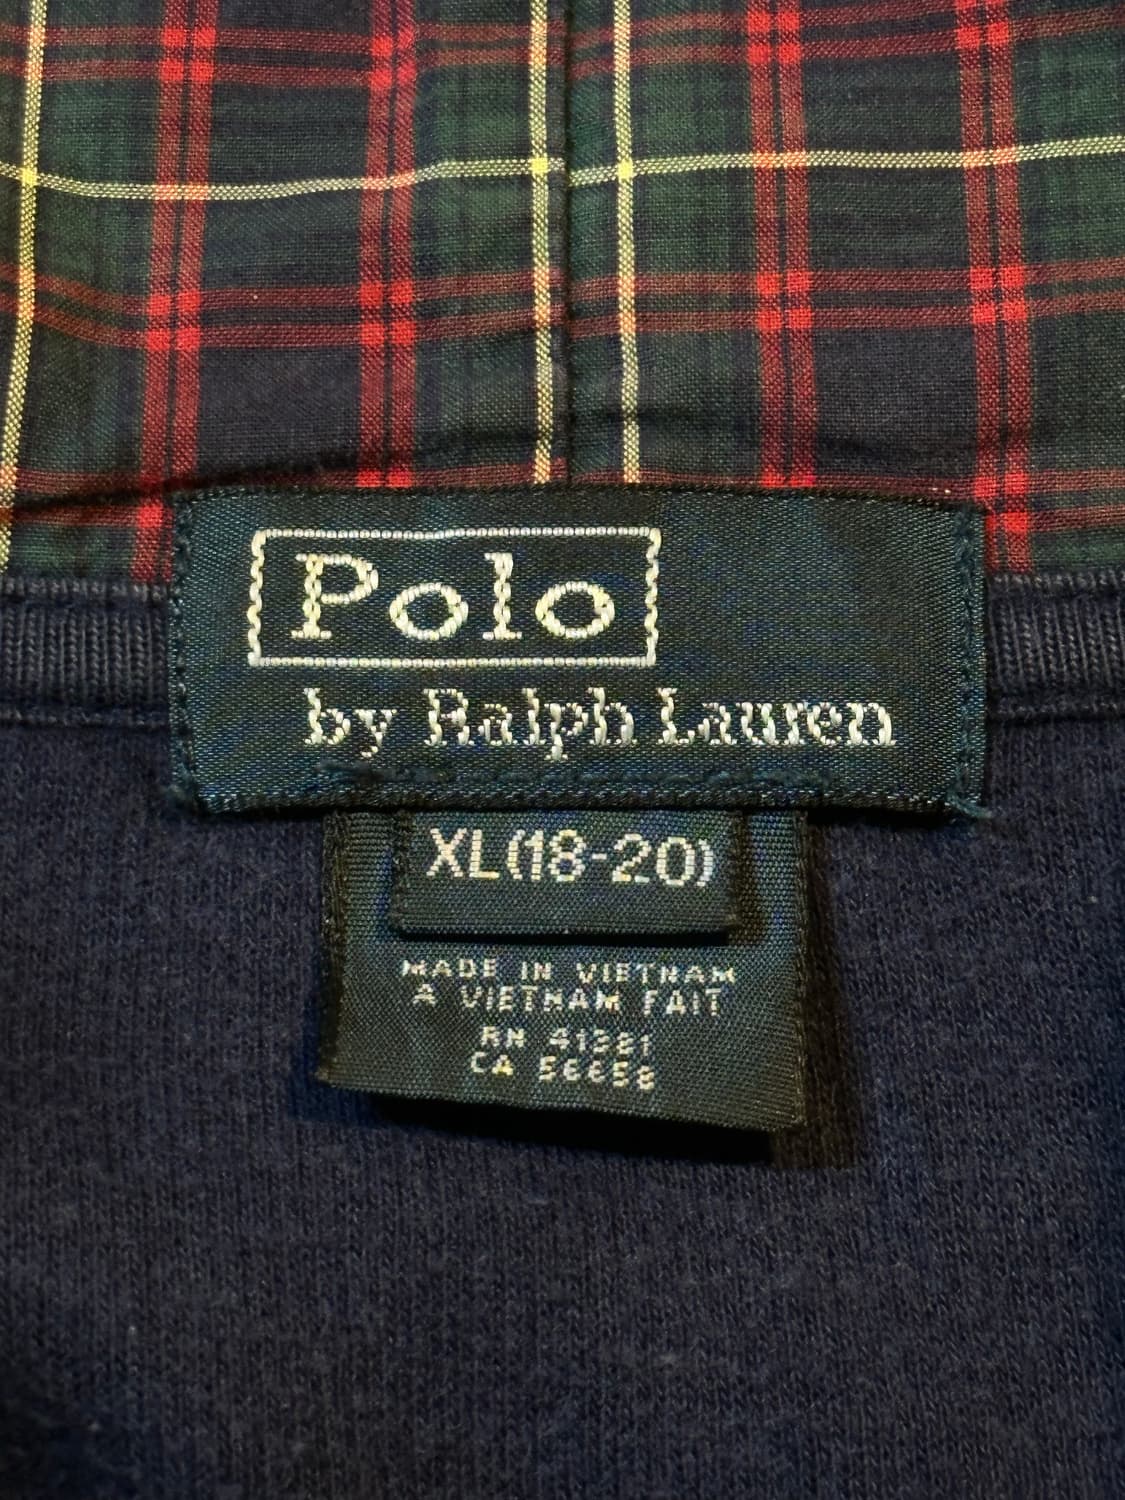 Polo
by Ralph Lauren
XL(18-20)
MADE IN VIETNAM
A VIETNAM FAIT
RN 41381
CA 56658